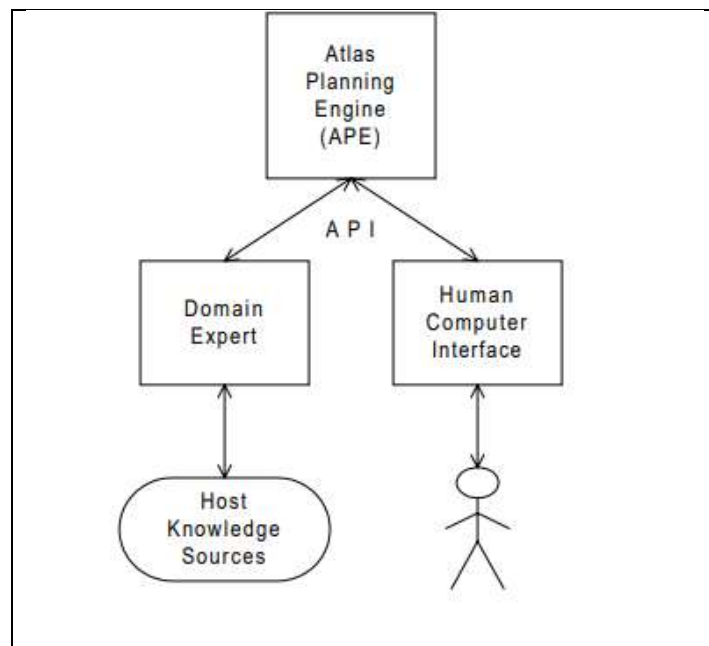 Atlas
Planning
Engine
(APE)
A P I
Domain
Expert
Human
Computer
Interface
Host
Knowledge
Sources